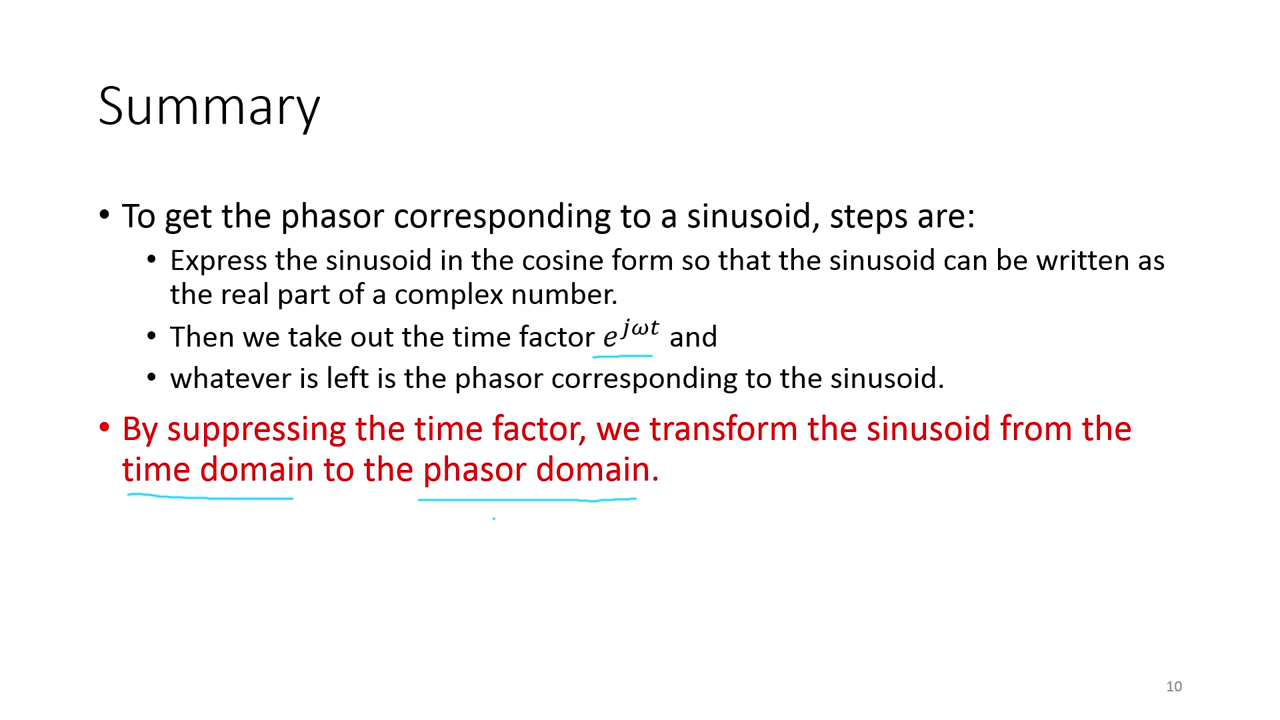 Summary
• To get the phasor corresponding to a sinusoid, steps are:
• Express the sinusoid in the cosine form so that the sinusoid can be written as
the real part of a complex number.
• Then we take out the time factor 𝑒^{𝑗𝜔𝑡} and
• whatever is left is the phasor corresponding to the sinusoid.
• By suppressing the time factor, we transform the sinusoid from the
time domain to the phasor domain.
10